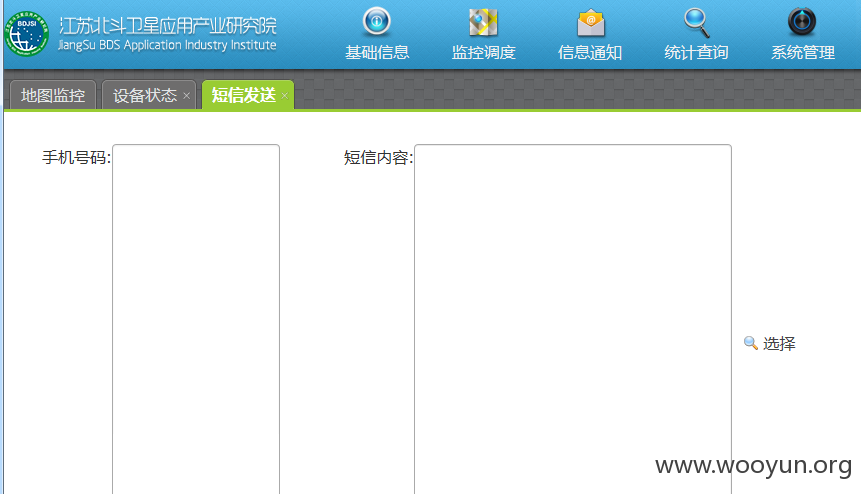 BDJSI
江苏北斗卫星应用产业研究院
JiangSu BDS Application Industry Institute
基础信息
监控调度
信息通知
统计查询
系统管理
地图监控
设备状态 ×
短信发送 ×
手机号码:
短信内容:
选择
www.wooyun.org